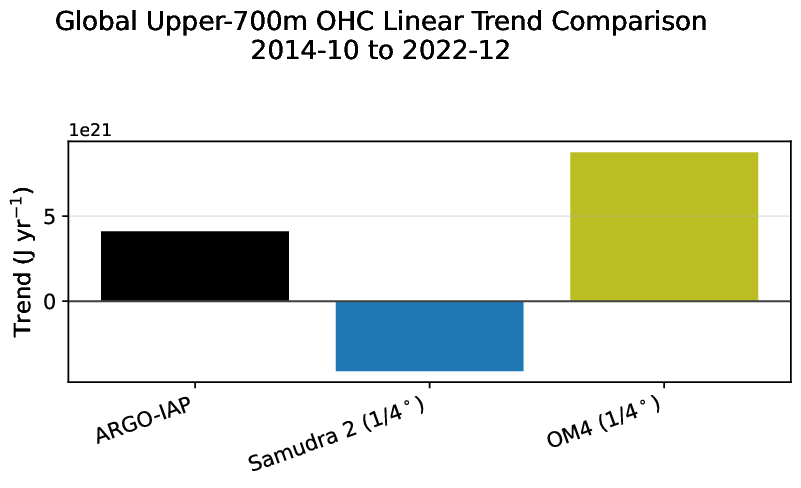 Global Upper-700m OHC Linear Trend Comparison
2014-10 to 2022-12
1e21
Trend (J yr⁻¹)
5
0
ARGO-IAP
Samudra 2 (1/4°)
OM4 (1/4°)